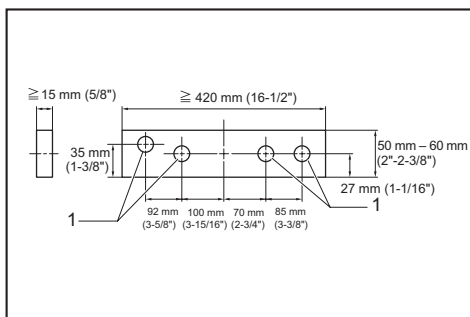 ≧ 15 mm (5/8")
≧ 420 mm (16-1/2")
50 mm – 60 mm
(2"-2-3/8")
35 mm
(1-3/8")
27 mm (1-1/16")
1
1
92 mm
(3-5/8")
100 mm
(3-15/16")
70 mm
(2-3/4")
85 mm
(3-3/8")